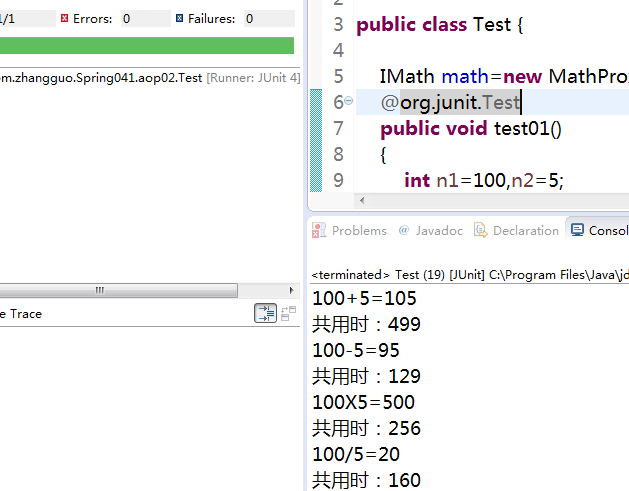 1/1 Errors: 0 Failures: 0
m.zhangguo.Spring041.aop02.Test [Runner: JUnit 4]
e Trace
2
3 public class Test {
4
5 IMath math=new MathPro
6 @org.junit.Test
7 public void test01()
8 {
9 int n1=100,n2=5;
Problems @ Javadoc Declaration Consol
<terminated> Test (19) [JUnit] C:\Program Files\Java\jd
100+5=105
共用时：499
100-5=95
共用时：129
100X5=500
共用时：256
100/5=20
共用时：160